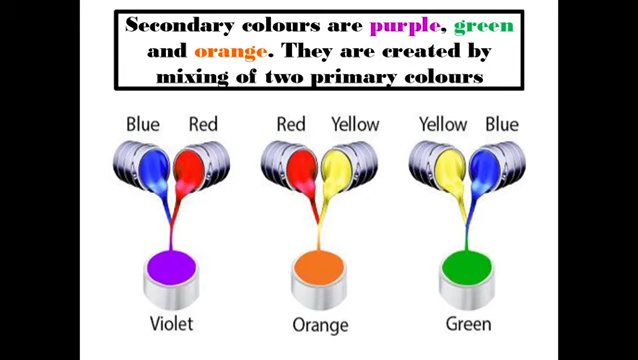 Secondary colours are purple, green
and orange. They are created by
mixing of two primary colours
Blue Red
Red Yellow
Yellow Blue
Violet
Orange
Green